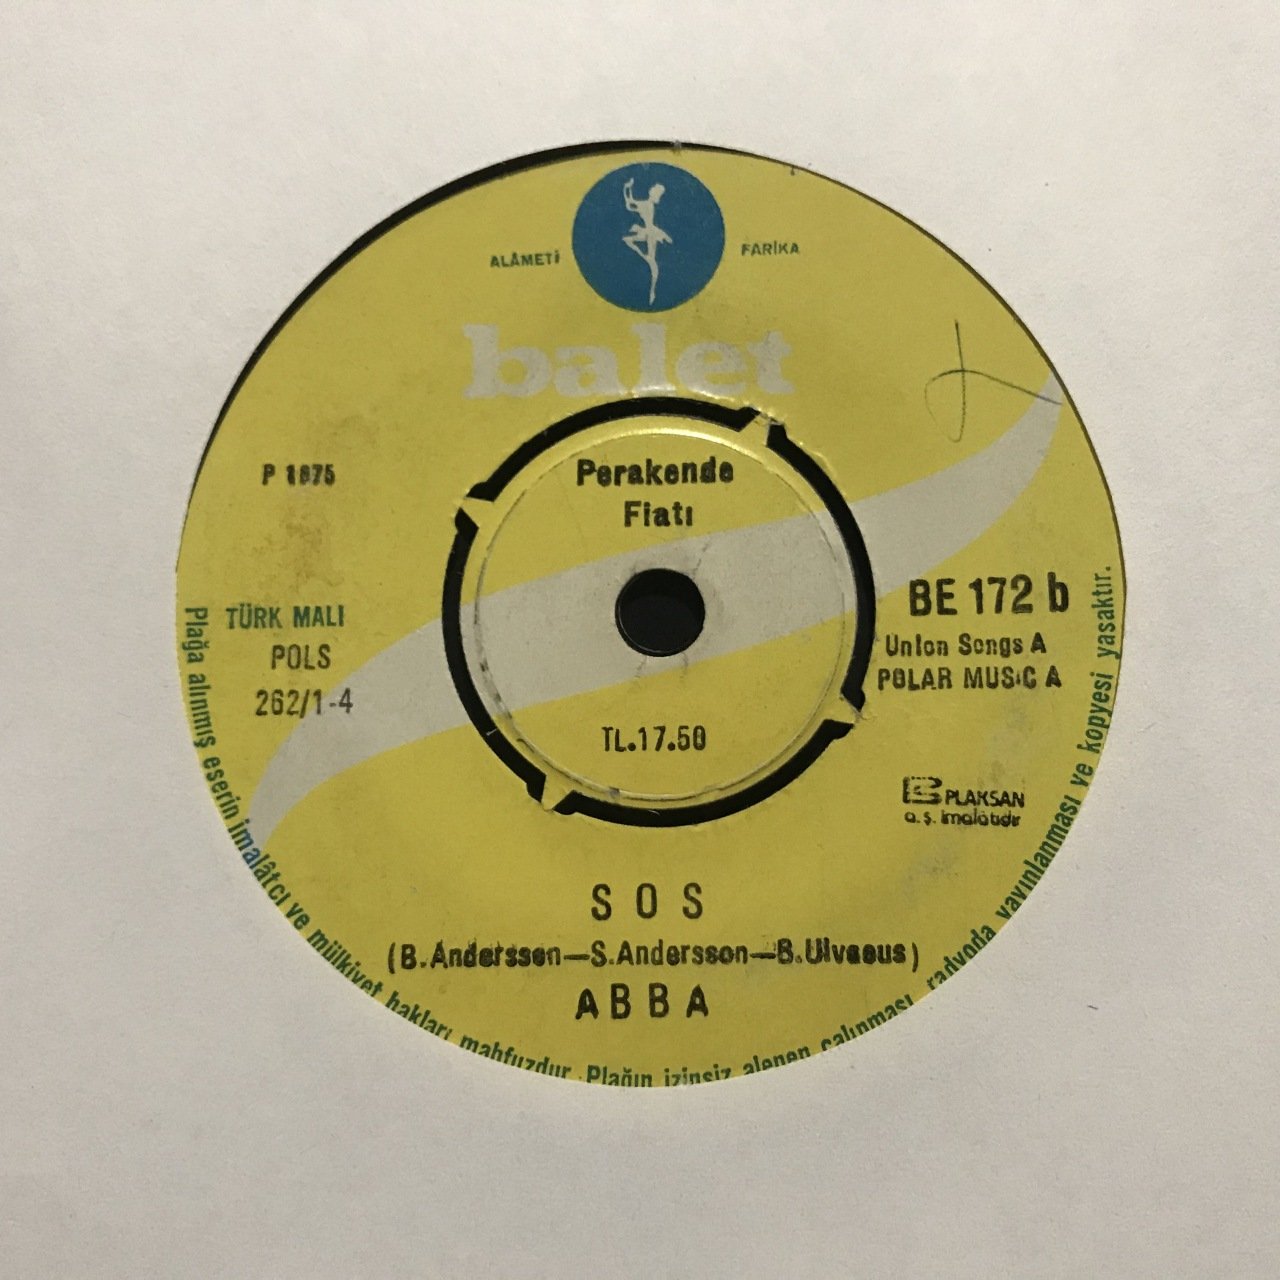 ALÂMETİ FARİKA
balet
P 1975
Perakende
Fiatı
TÜRK MALI
POLS
262/1-4
BE 172 b
Union Songs A
POLAR MUSIC A
TL.17.50
PLAKSAN
a.ş. imalâtıdır
S O S
(B.Anderssen—S.Andersson—B.Ulvaeus)
ABBA
Plağa alınmış eserin imalâtcı ve mülkiyet hakları mahfuzdur. Plağın izinsiz alenen çalınması, radyoda yayınlanması ve kopyesi yasaktır.